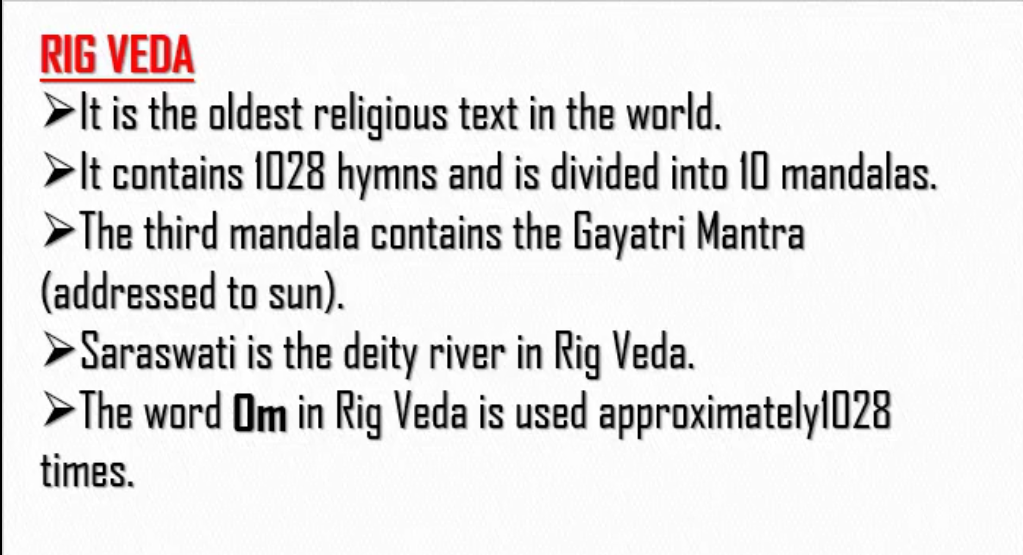 RIG VEDA
➢It is the oldest religious text in the world.
➢It contains 1028 hymns and is divided into 10 mandalas.
➢The third mandala contains the Gayatri Mantra
(addressed to sun).
➢Saraswati is the deity river in Rig Veda.
➢The word Om in Rig Veda is used approximately1028
times.